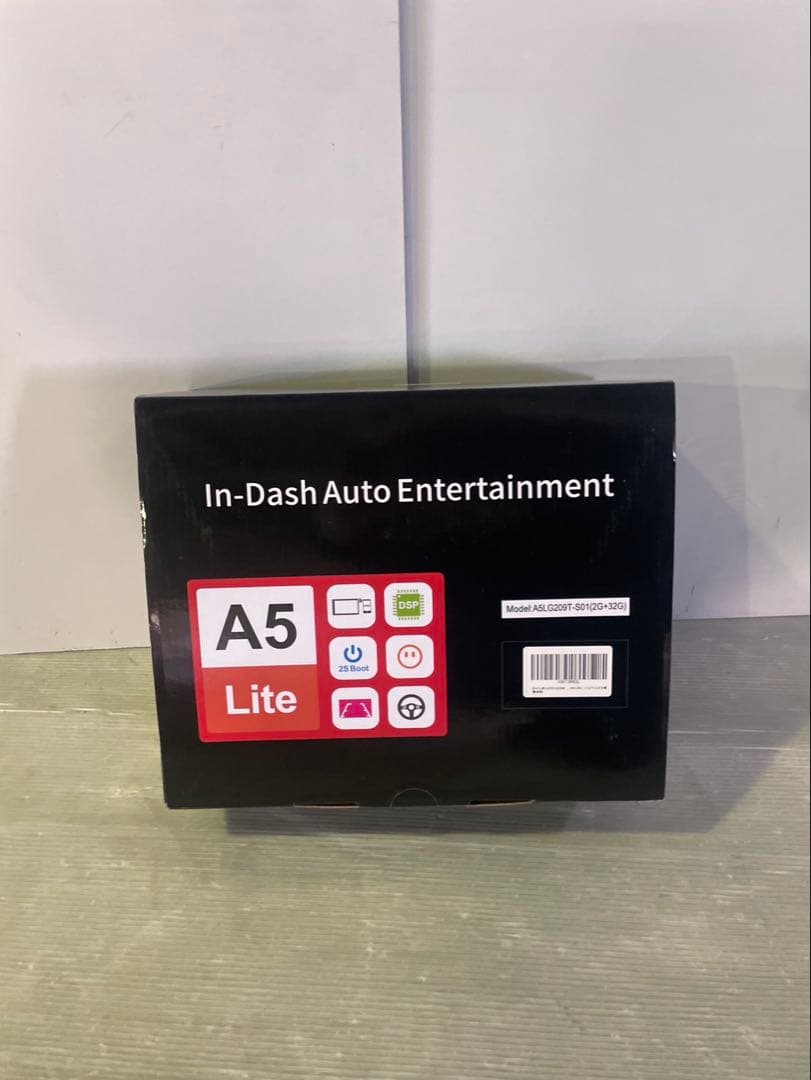 In-Dash Auto Entertainment
A5
Lite
DSP
2S Boot
Model:A5LG209T-S01(2G+32G)